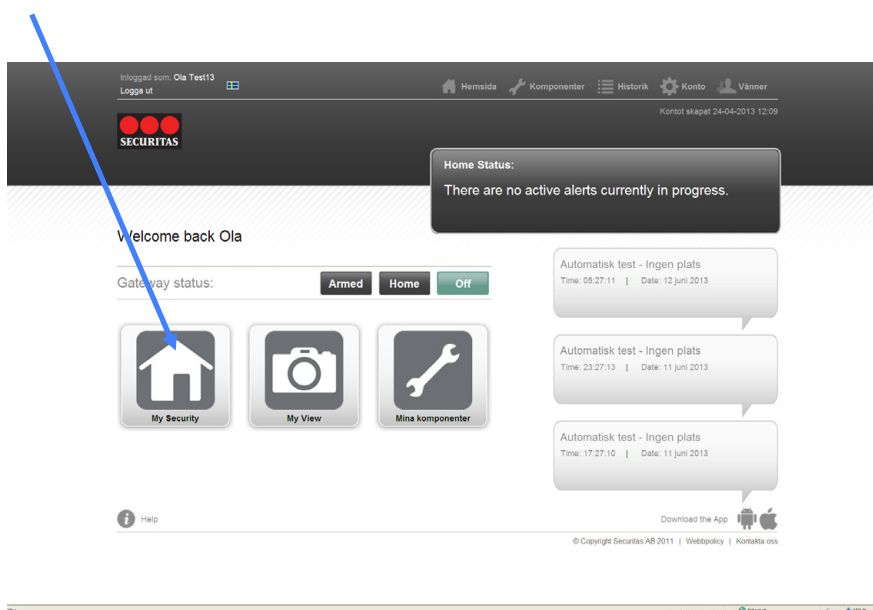 Inloggad som: Ola Test13
Logga ut
Hemsida Komponenter Historik Konto Vänner
Kontot skapat 24-04-2013 12:09
SECURITAS
Home Status:
There are no active alerts currently in progress.
Welcome back Ola
Gateway status: Armed Home Off
My Security My View Mina komponenter
Automatisk test - Ingen plats
Time: 05:27:11 | Date: 12 juni 2013
Automatisk test - Ingen plats
Time: 23:27:13 | Date: 11 juni 2013
Automatisk test - Ingen plats
Time: 17:27:10 | Date: 11 juni 2013
Help
Download the App
© Copyright Securitas AB 2011 | Webbpolicy | Kontakta oss